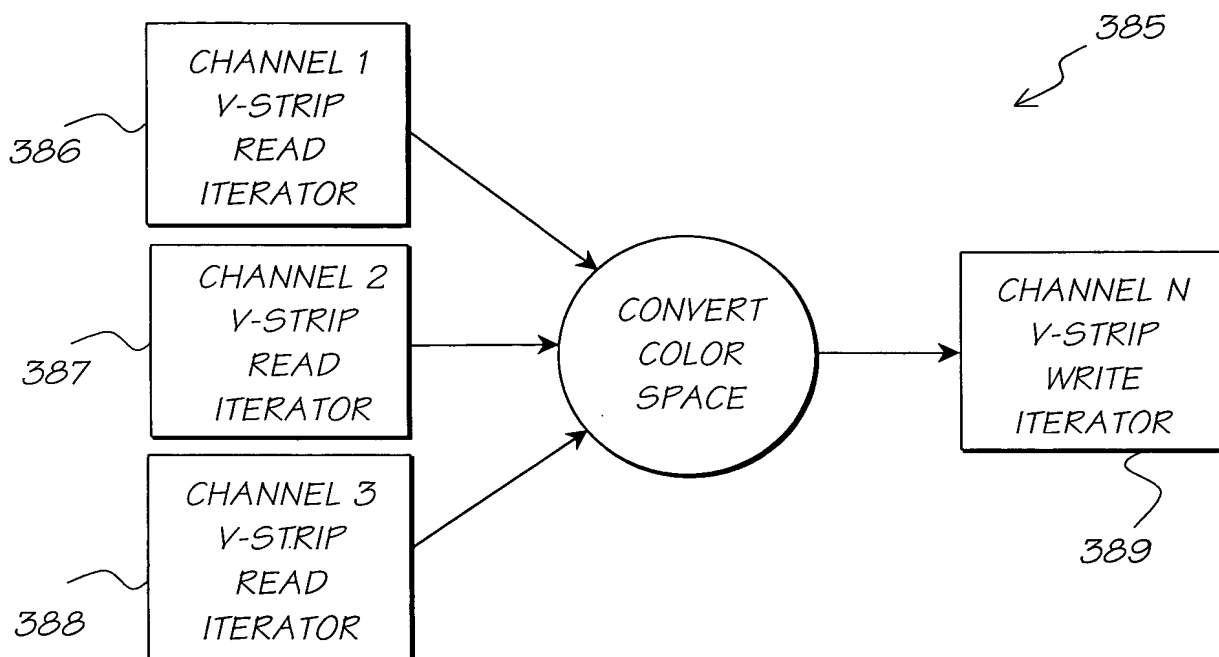 385
CHANNEL 1
V-STRIP
READ
ITERATOR
386
CHANNEL 2
V-STRIP
READ
ITERATOR
387
CHANNEL 3
V-STRIP
READ
ITERATOR
388
CONVERT
COLOR
SPACE
CHANNEL N
V-STRIP
WRITE
ITERATOR
389